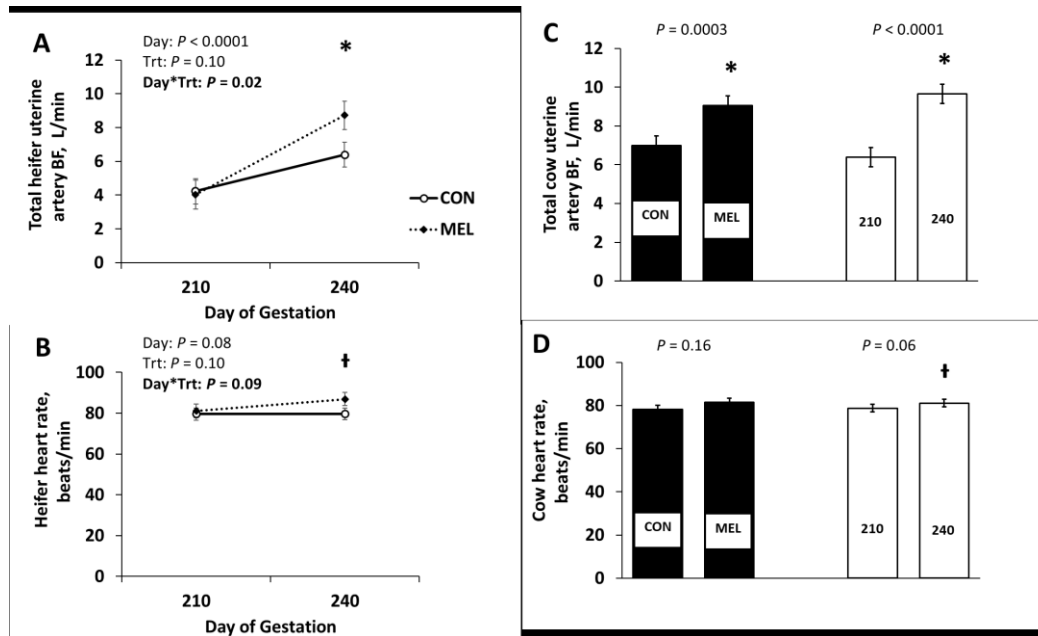 A
Day: P < 0.0001
Trt: P = 0.10
Day*Trt: P = 0.02
*
Total heifer uterine
artery BF, L/min
12
10
8
6
4
2
0
CON
MEL
210 240
Day of Gestation
B
Day: P = 0.08
Trt: P = 0.10
Day*Trt: P = 0.09
ƚ
Heifer heart rate,
beats/min
100
80
60
40
20
0
210 240
Day of Gestation
C
P = 0.0003 P < 0.0001
* *
Total cow uterine
artery BF, L/min
12
10
8
6
4
2
0
CON MEL 210 240
D
P = 0.16 P = 0.06
ƚ
Cow heart rate,
beats/min
100
80
60
40
20
0
CON MEL 210 240